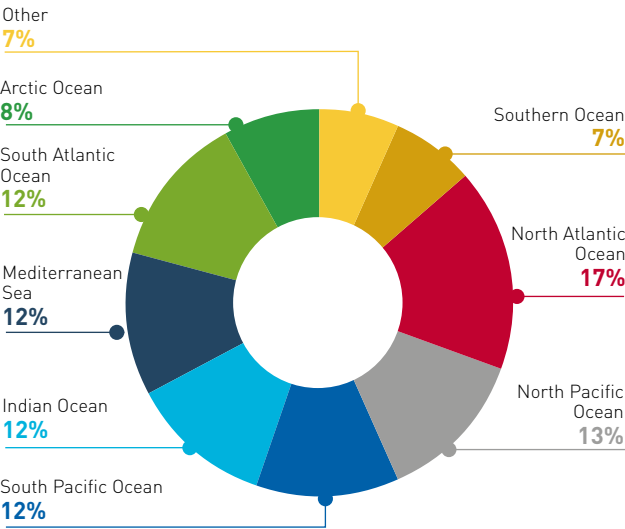 Other
7%
Arctic Ocean
8%
South Atlantic
Ocean
12%
Mediterranean
Sea
12%
Indian Ocean
12%
South Pacific Ocean
12%
Southern Ocean
7%
North Atlantic
Ocean
17%
North Pacific
Ocean
13%